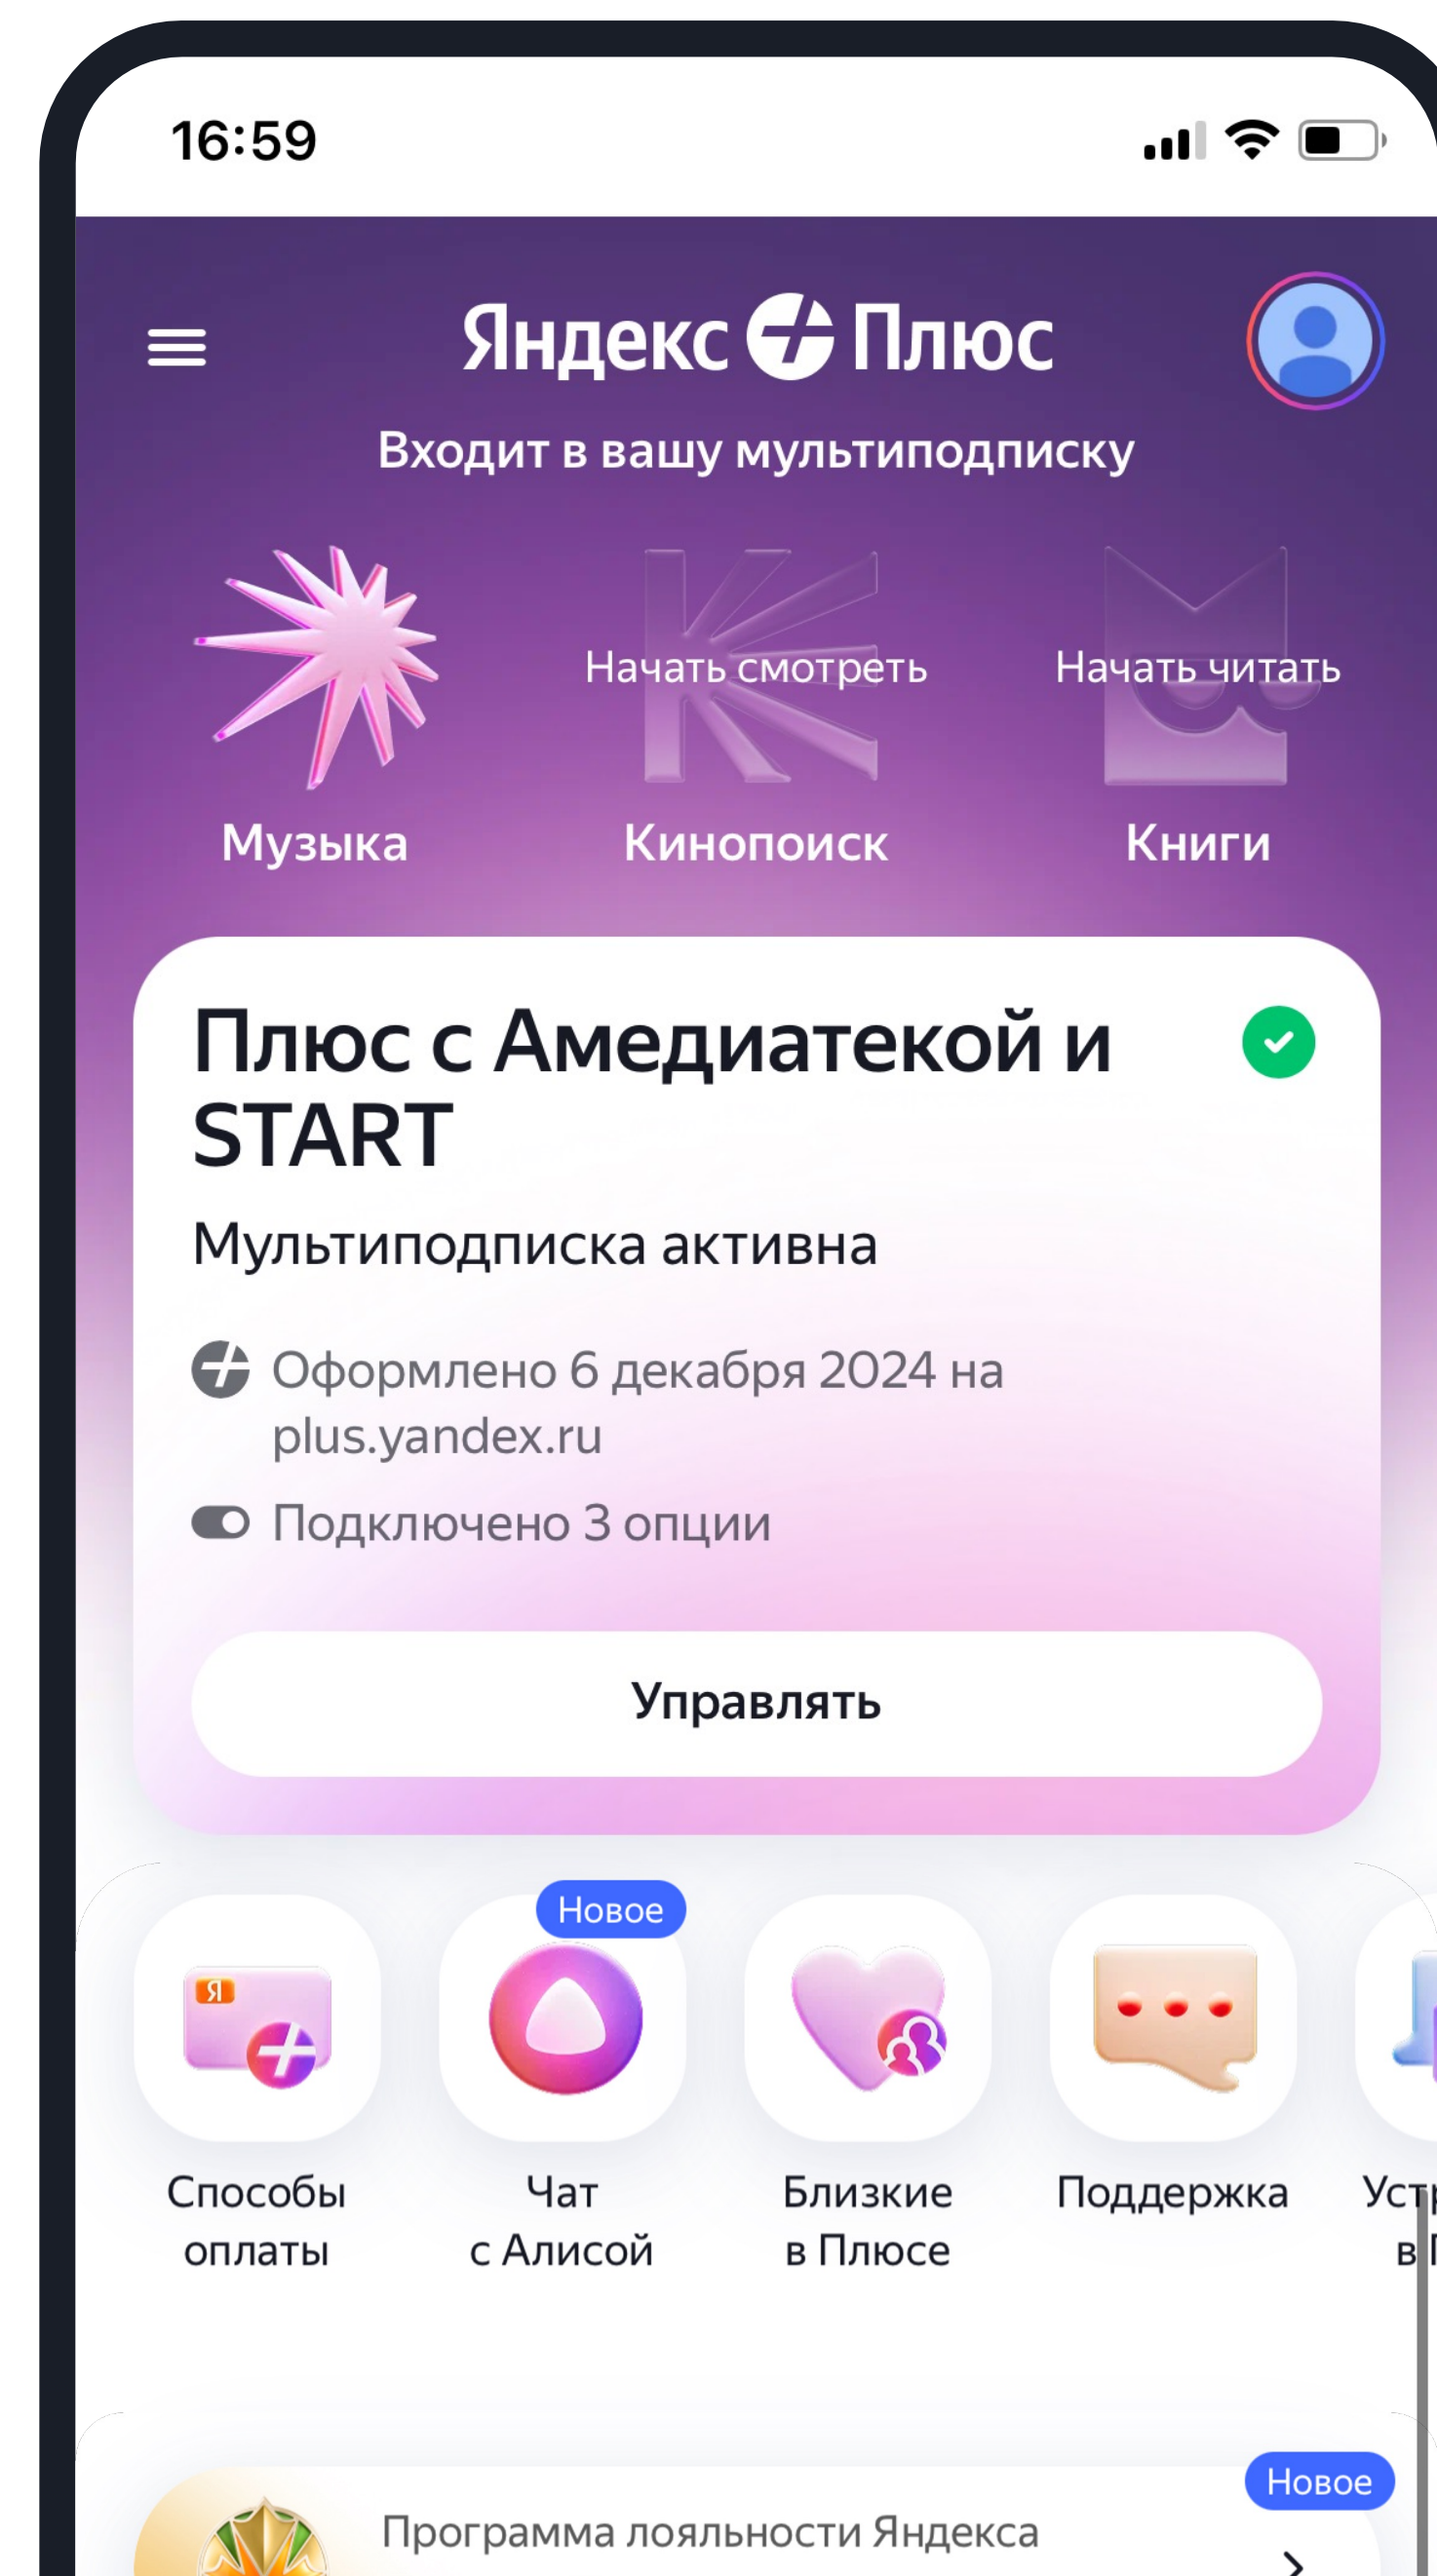 16:59
Яндекс Плюс
Входит в вашу мультиподписку
Начать смотреть
Начать читать
Музыка
Кинопоиск
Книги
Плюс с Амедиатекой и
START
Мультиподписка активна
Оформлено 6 декабря 2024 на
plus.yandex.ru
Подключено 3 опции
Управлять
Новое
Я
Способы
оплаты
Чат
с Алисой
Близкие
в Плюсе
Поддержка
Новое
Программа лояльности Яндекса